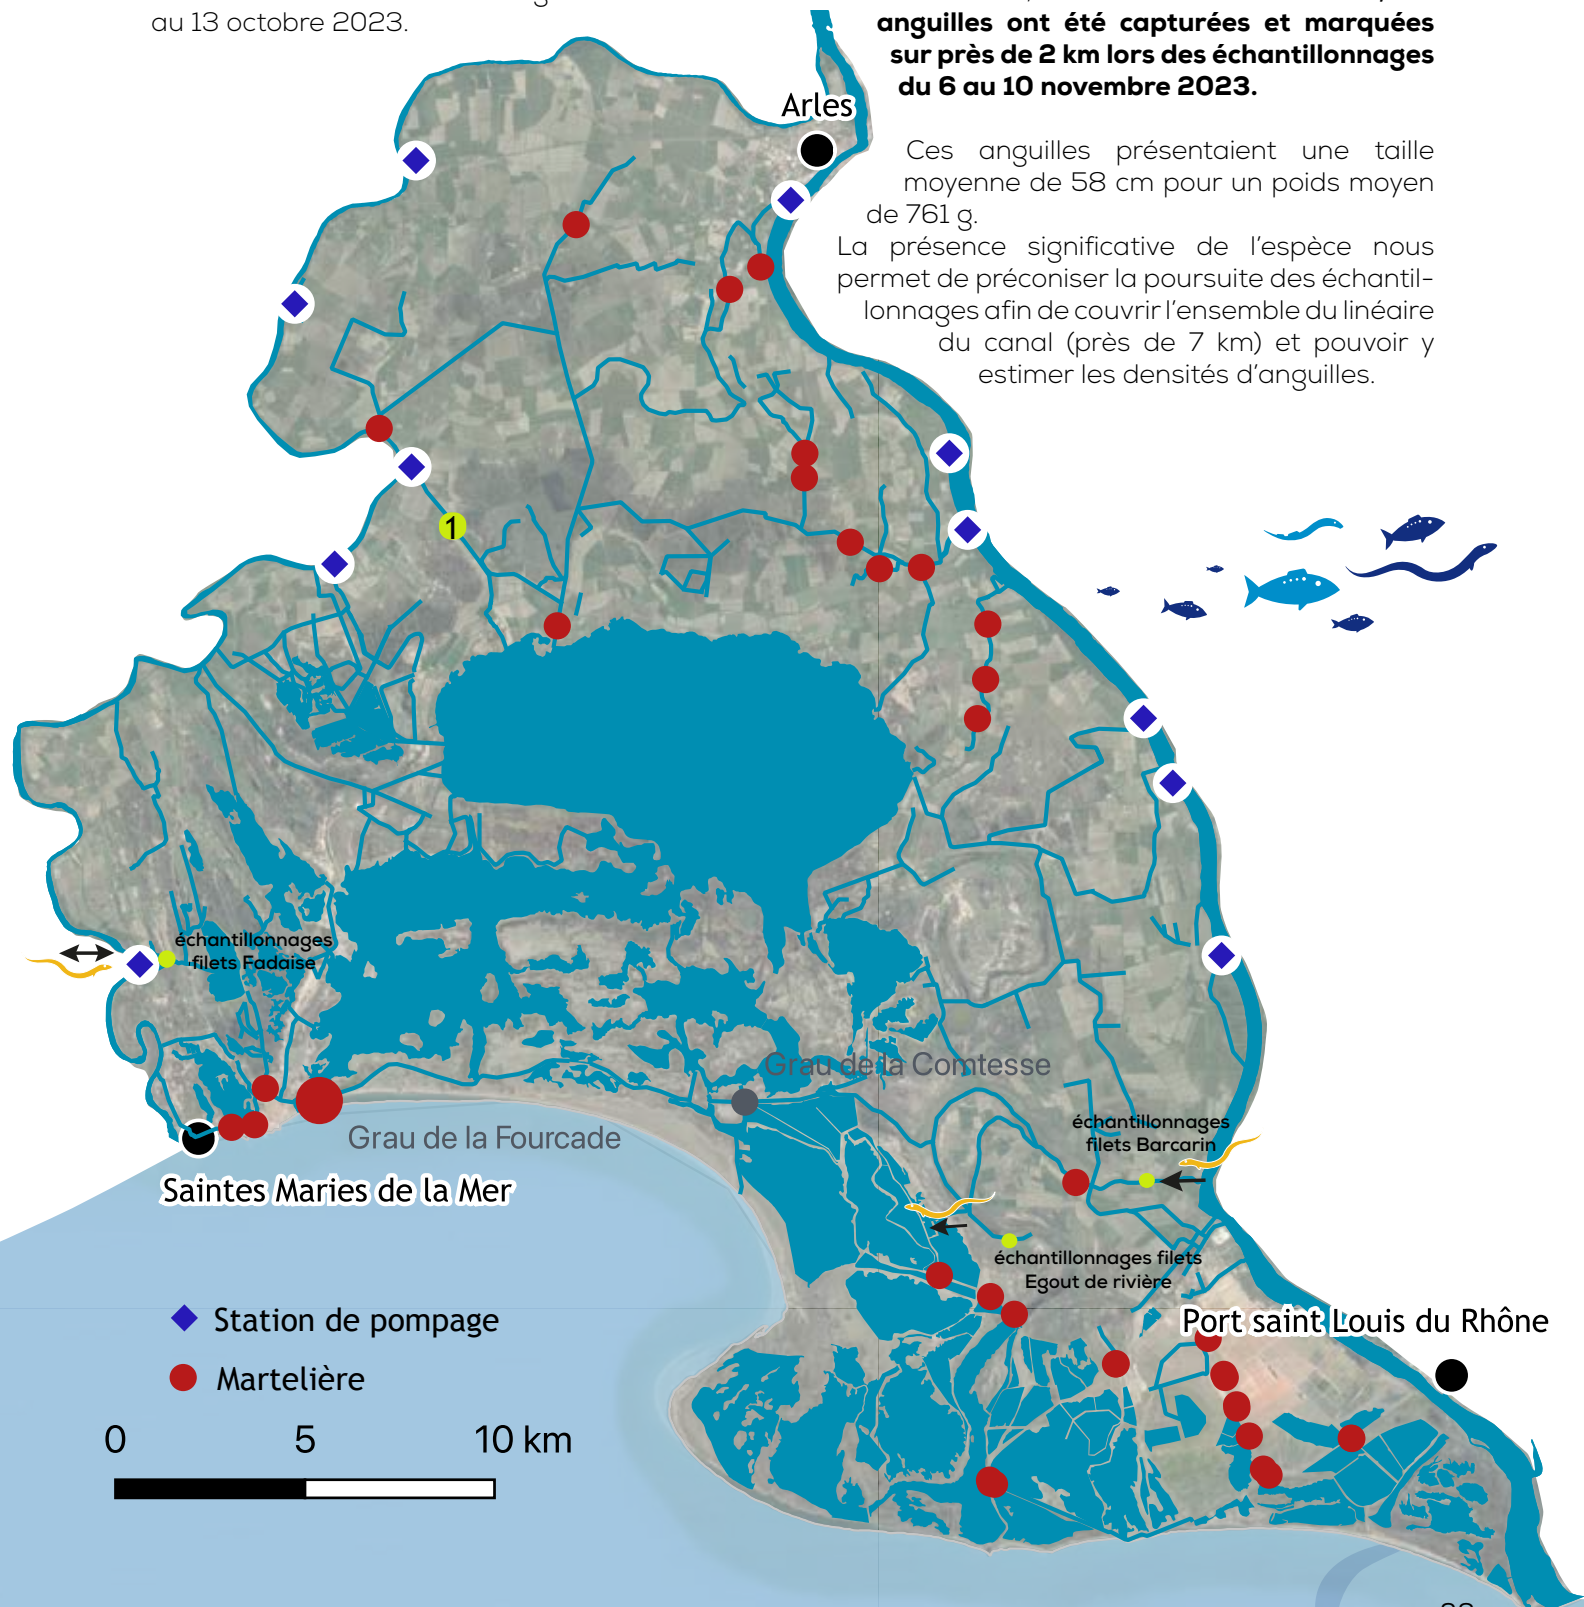 au 13 octobre 2023.
anguilles ont été capturées et marquées
sur près de 2 km lors des échantillonnages
du 6 au 10 novembre 2023.
Arles
Ces anguilles présentaient une taille
moyenne de 58 cm pour un poids moyen
de 761 g.
La présence significative de l'espèce nous
permet de préconiser la poursuite des échantil-
lonnages afin de couvrir l'ensemble du linéaire
du canal (près de 7 km) et pouvoir y
estimer les densités d'anguilles.
1
échantillonnages
filets Fadaise
Grau de la Comtesse
échantillonnages
filets Barcarin
Grau de la Fourcade
Saintes Maries de la Mer
échantillonnages filets
Egout de rivière
Port saint Louis du Rhône
Station de pompage
Martelière
0 5 10 km